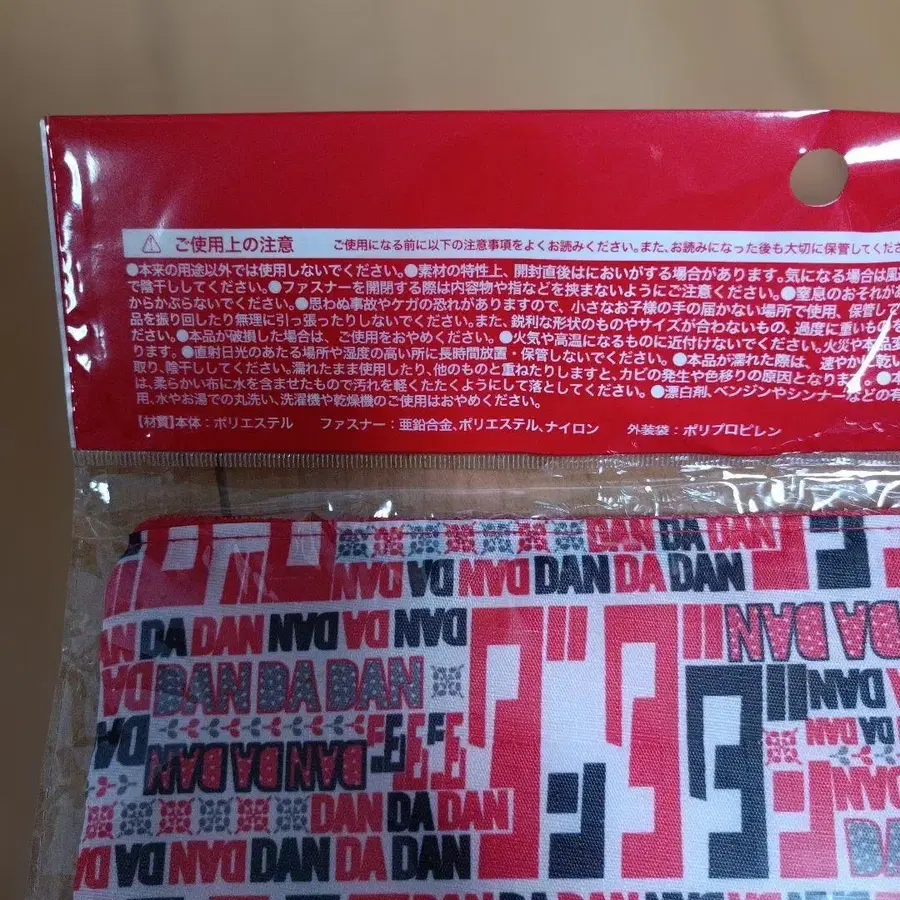 ⚠ ご使用上の注意 ご使用になる前に以下の注意事項をよくお読みください。また、お読みになった後も大切に保管してくださ
●本来の用途以外では使用しないでください。●素材の特性上、開封直後はにおいがする場合があります。気になる場合は風
で陰干ししてください。●ファスナーを開閉する際は内容物や指などを挟まないようにご注意ください。●窒息のおそれがあ
からかぶらないでください。●思わぬ事故やケガの恐れがありますので、小さなお子様の手の届かない場所で使用、保管して
品を振り回したり無理に引っ張ったりしないでください。また、鋭利な形状のものやサイズが合わないもの、過度に重いものを
ださい。●本品が破損した場合は、ご使用をおやめください。●火気や高温になるものに近付けないでください。火災や本品変
ります。●直射日光のあたる場所や湿度の高い所に長時間放置・保管しないでください。●本品が濡れた際は、速やかに乾い
取り、陰干ししてください。濡れたまま使用したり、他のものと重ねたりしますと、カビの発生や色移りの原因となります。●
は、柔らかい布に水を含ませたもので汚れを軽くたたくようにして落としてください。●漂白剤、ベンジンやシンナーなどの有
用、水やお湯での丸洗い、洗濯機や乾燥機のご使用はおやめください。
【材質】本体：ポリエステル ファスナー：亜鉛合金、ポリエステル、ナイロン 外装袋：ポリプロピレン
DAN DA DAN
DAN DA DAN DAN DA DAN
DA DAN DAN DA DAN
DAN DA DAN
DAN DA DAN
DAN DA DAN
DAN DA DAN DAN DA DAN